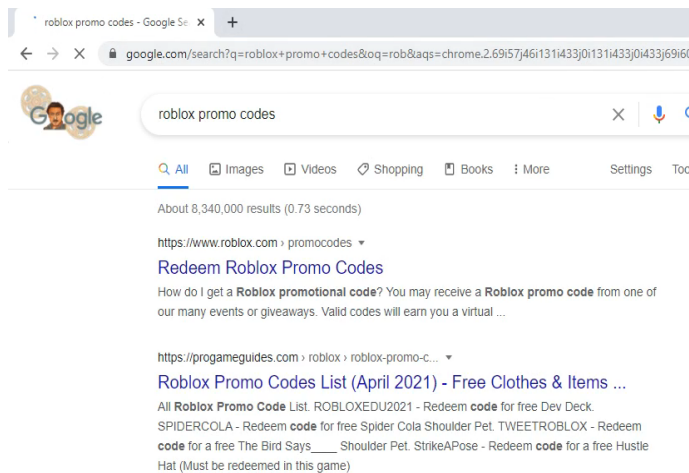 roblox promo codes - Google Se
google.com/search?q=roblox+promo+codes&oq=rob&aqs=chrome.2.69i57j46i131i433j0i131i433j0i433j69i60
Google
roblox promo codes
All Images Videos Shopping Books More Settings Too
About 8,340,000 results (0.73 seconds)
https://www.roblox.com › promocodes
Redeem Roblox Promo Codes
How do I get a Roblox promotional code? You may receive a Roblox promo code from one of
our many events or giveaways. Valid codes will earn you a virtual ...
https://progameguides.com › roblox › roblox-promo-c...
Roblox Promo Codes List (April 2021) - Free Clothes & Items ...
All Roblox Promo Code List. ROBLOXEDU2021 - Redeem code for free Dev Deck.
SPIDERCOLA - Redeem code for free Spider Cola Shoulder Pet. TWEETROBLOX - Redeem
code for a free The Bird Says____ Shoulder Pet. StrikeAPose - Redeem code for a free Hustle
Hat (Must be redeemed in this game)